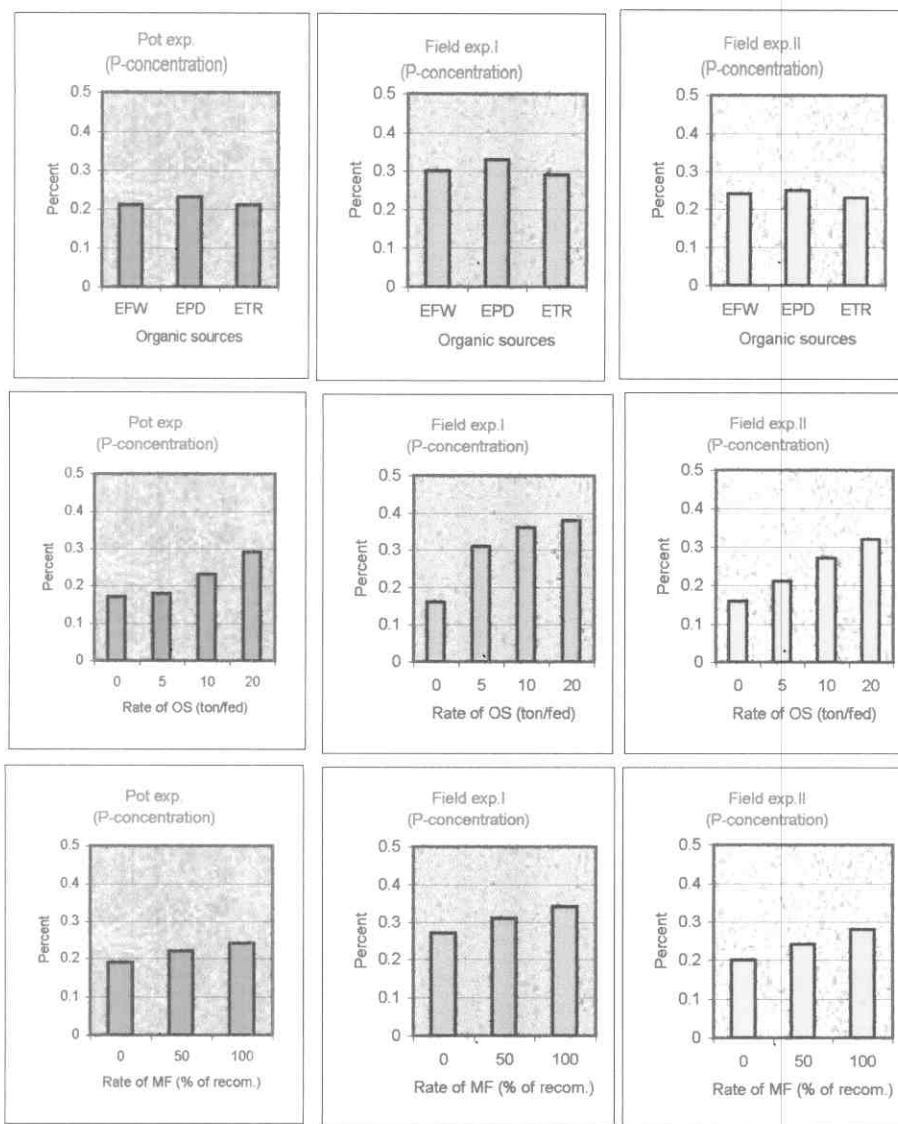 Pot exp.
(P-concentration)
0.5
0.4
0.3
0.2
0.1
0
Percent
EFW EPD ETR
Organic sources
Field exp.I
(P-concentration)
0.5
0.4
0.3
0.2
0.1
0
Percent
EFW EPD ETR
Organic sources
Field exp.II
(P-concentration)
0.5
0.4
0.3
0.2
0.1
0
Percent
EFW EPD ETR
Organic sources
Pot exp.
(P-concentration)
0.5
0.4
0.3
0.2
0.1
0
Percent
0 5 10 20
Rate of OS (ton/fed)
Field exp.I
(P-concentration)
0.5
0.4
0.3
0.2
0.1
0
Percent
0 5 10 20
Rate of OS (ton/fed)
Field exp.II
(P-concentration)
0.5
0.4
0.3
0.2
0.1
0
Percent
0 5 10 20
Rate of OS (ton/fed)
Pot exp.
(P-concentration)
0.5
0.4
0.3
0.2
0.1
0
Percent
0 50 100
Rate of MF (% of recom.)
Field exp.I
(P-concentration)
0.5
0.4
0.3
0.2
0.1
0
Percent
0 50 100
Rate of MF (% of recom.)
Field exp.II
(P-concentration)
0.5
0.4
0.3
0.2
0.1
0
Percent
0 50 100
Rate of MF (% of recom.)